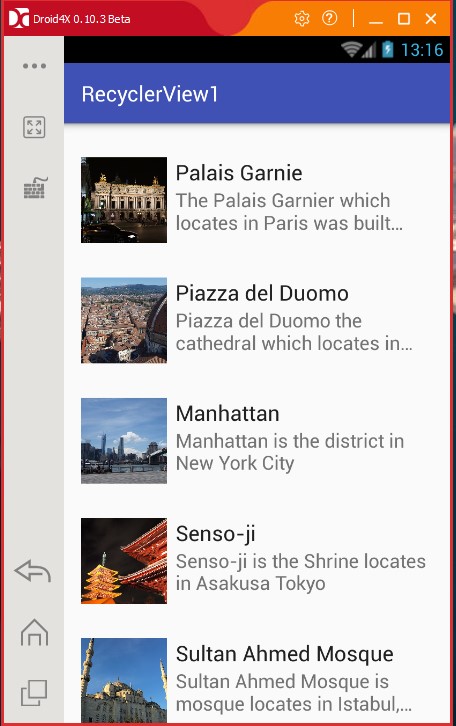 Droid4X 0.10.3 Beta
13:16
RecyclerView1
Palais Garnie
The Palais Garnier which
locates in Paris was built…
Piazza del Duomo
Piazza del Duomo the
cathedral which locates in…
Manhattan
Manhattan is the district in
New York City
Senso-ji
Senso-ji is the Shrine locates
in Asakusa Tokyo
Sultan Ahmed Mosque
Sultan Ahmed Mosque is
mosque locates in Istabul,…